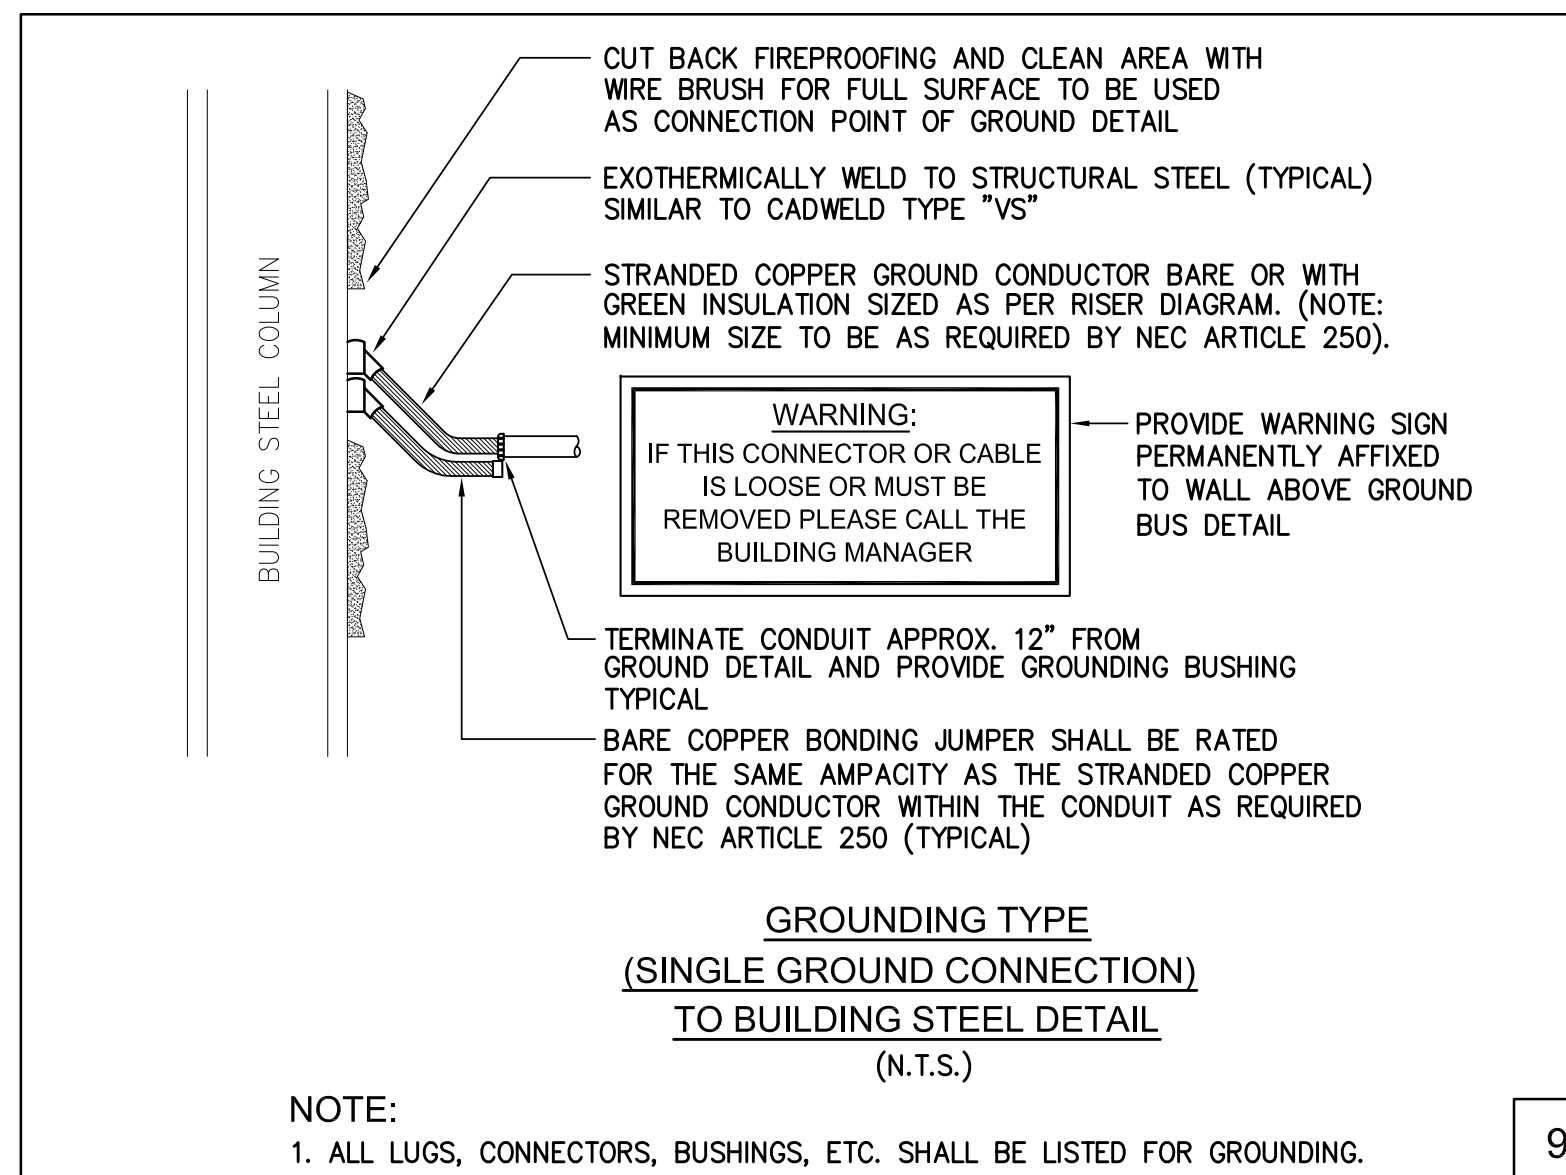 CUT BACK FIREPROOFING AND CLEAN AREA WITH
WIRE BRUSH FOR FULL SURFACE TO BE USED
AS CONNECTION POINT OF GROUND DETAIL
EXOTHERMICALLY WELD TO STRUCTURAL STEEL (TYPICAL)
SIMILAR TO CADWELD TYPE "VS"
STRANDED COPPER GROUND CONDUCTOR BARE OR WITH
GREEN INSULATION SIZED AS PER RISER DIAGRAM. (NOTE:
MINIMUM SIZE TO BE AS REQUIRED BY NEC ARTICLE 250).
BUILDING STEEL COLUMN
WARNING:
IF THIS CONNECTOR OR CABLE
IS LOOSE OR MUST BE
REMOVED PLEASE CALL THE
BUILDING MANAGER
PROVIDE WARNING SIGN
PERMANENTLY AFFIXED
TO WALL ABOVE GROUND
BUS DETAIL
TERMINATE CONDUIT APPROX. 12" FROM
GROUND DETAIL AND PROVIDE GROUNDING BUSHING
TYPICAL
BARE COPPER BONDING JUMPER SHALL BE RATED
FOR THE SAME AMPACITY AS THE STRANDED COPPER
GROUND CONDUCTOR WITHIN THE CONDUIT AS REQUIRED
BY NEC ARTICLE 250 (TYPICAL)
GROUNDING TYPE
(SINGLE GROUND CONNECTION)
TO BUILDING STEEL DETAIL
(N.T.S.)
NOTE:
1. ALL LUGS, CONNECTORS, BUSHINGS, ETC. SHALL BE LISTED FOR GROUNDING.
9